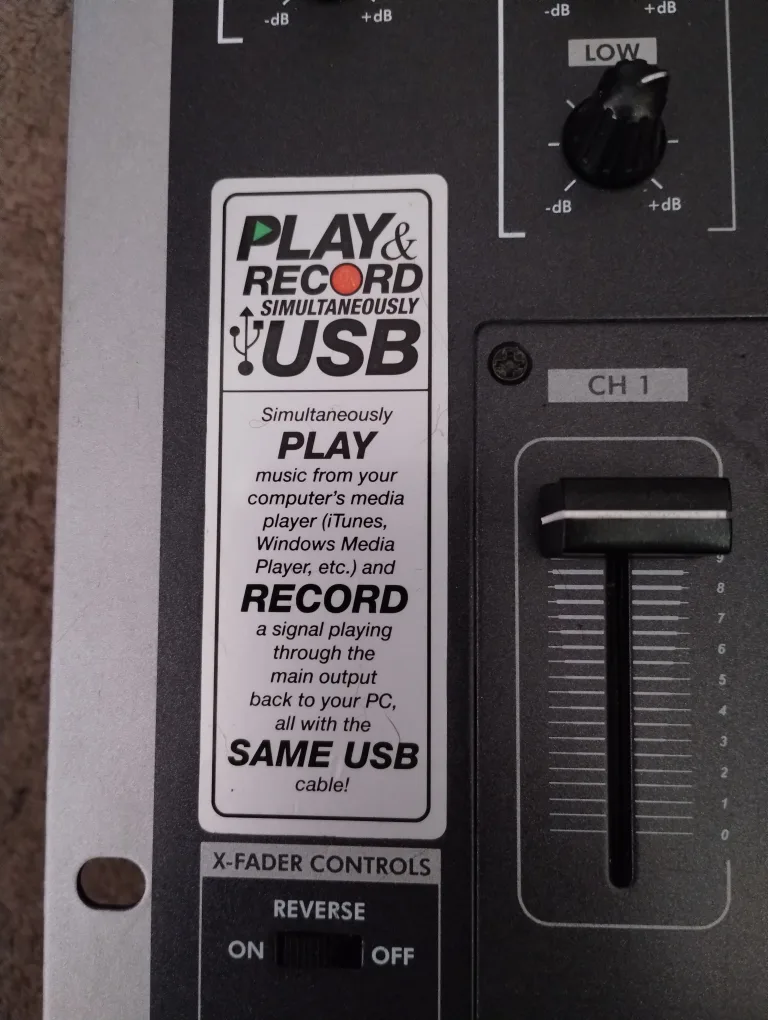 -dB +dB
-dB +dB
LOW
-dB +dB
PLAY &
RECORD
SIMULTANEOUSLY
USB
Simultaneously
PLAY
music from your
computer's media
player (iTunes,
Windows Media
Player, etc.) and
RECORD
a signal playing
through the
main output
back to your PC,
all with the
SAME USB
cable!
CH 1
9
8
7
6
5
4
3
2
1
0
X-FADER CONTROLS
REVERSE
ON OFF